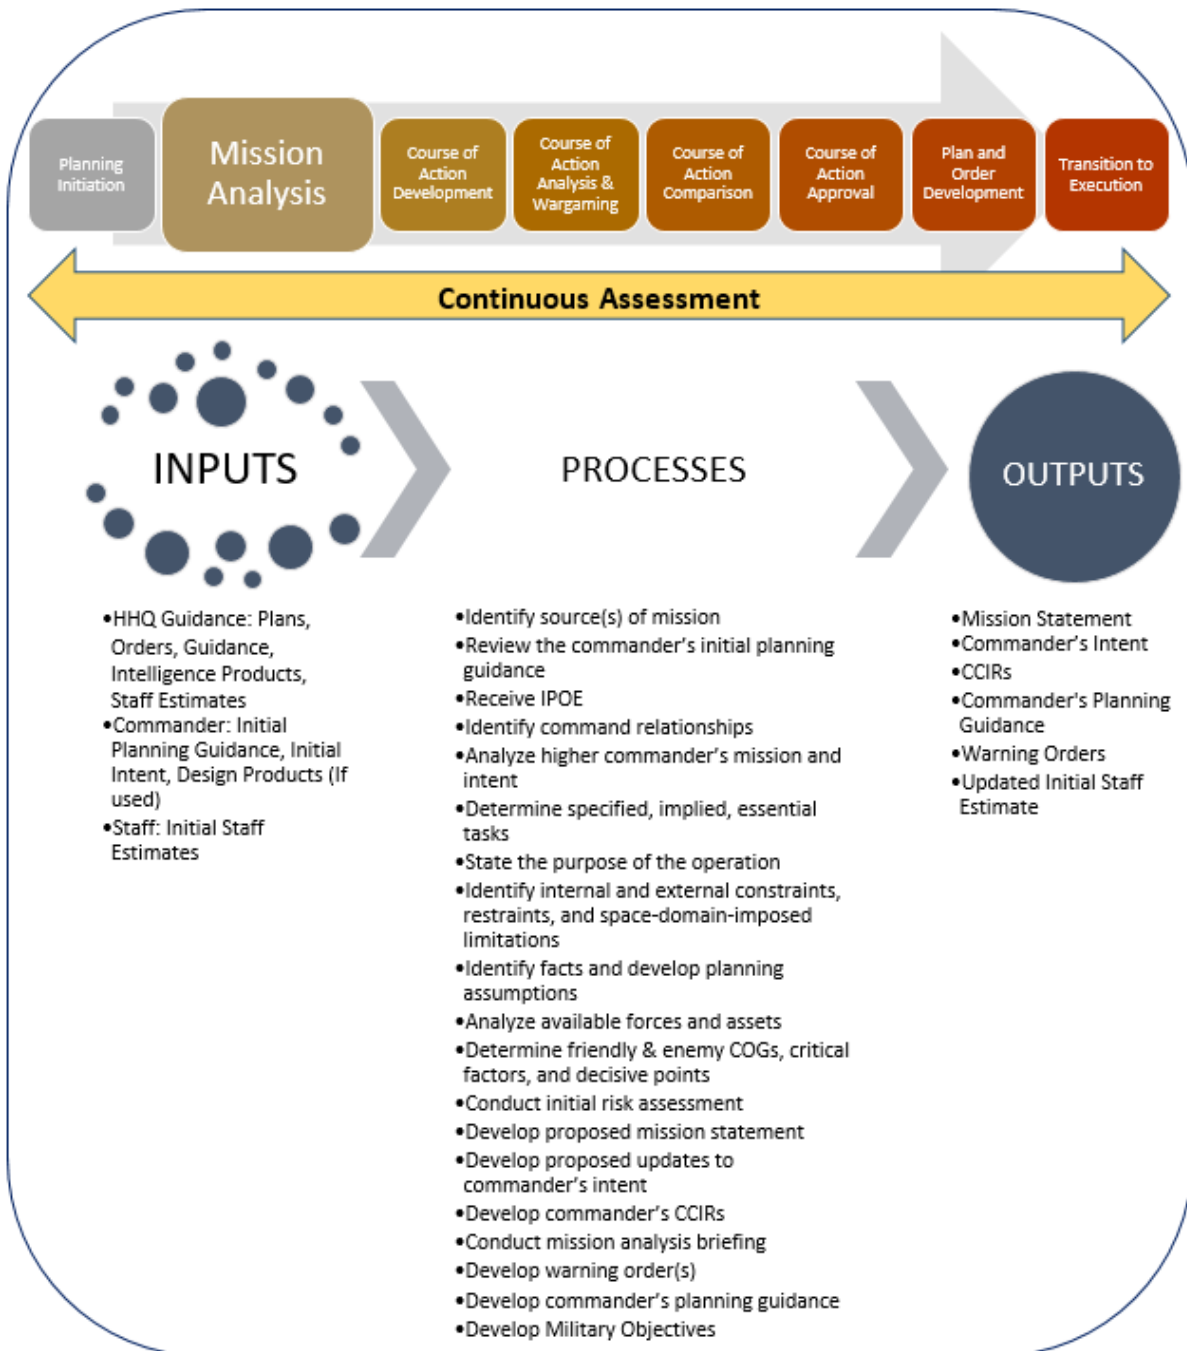 Planning
Initiation
Mission
Analysis
Course of
Action
Development
Course of
Action
Analysis &
Wargaming
Course of
Action
Comparison
Course of
Action
Approval
Plan and
Order
Development
Transition to
Execution
Continuous Assessment
INPUTS
PROCESSES
OUTPUTS
•HHQ Guidance: Plans,
Orders, Guidance,
Intelligence Products,
Staff Estimates
•Commander: Initial
Planning Guidance, Initial
Intent, Design Products (If
used)
•Staff: Initial Staff
Estimates
•Identify source(s) of mission
•Review the commander's initial planning
guidance
•Receive IPOE
•Identify command relationships
•Analyze higher commander's mission and
intent
•Determine specified, implied, essential
tasks
•State the purpose of the operation
•Identify internal and external constraints,
restraints, and space-domain-imposed
limitations
•Identify facts and develop planning
assumptions
•Analyze available forces and assets
•Determine friendly & enemy COGs, critical
factors, and decisive points
•Conduct initial risk assessment
•Develop proposed mission statement
•Develop proposed updates to
commander's intent
•Develop commander's CCIRs
•Conduct mission analysis briefing
•Develop warning order(s)
•Develop commander's planning guidance
•Develop Military Objectives
•Mission Statement
•Commander's Intent
•CCIRs
•Commander's Planning
Guidance
•Warning Orders
•Updated Initial Staff
Estimate